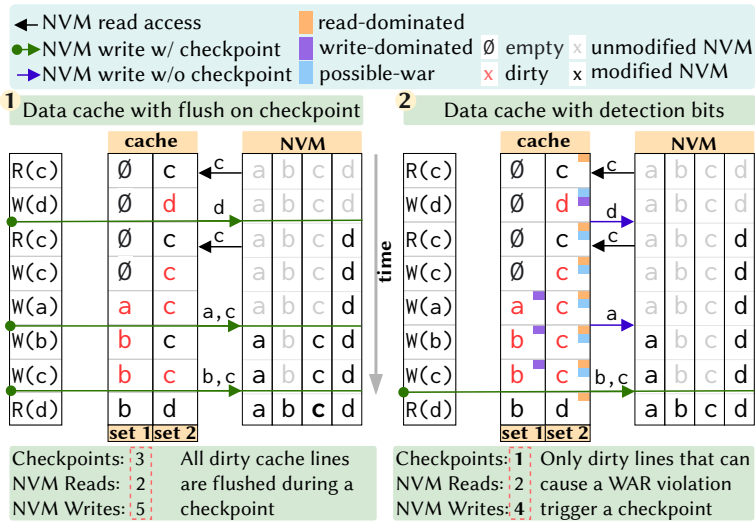 NVM read access
NVM write w/ checkpoint
NVM write w/o checkpoint
read-dominated
write-dominated
possible-war
Ø empty
x dirty
x unmodified NVM
x modified NVM
1 Data cache with flush on checkpoint
cache NVM
R(c) Ø c c a b c d
W(d) Ø d d a b c d
R(c) Ø c c a b c d
W(c) Ø c a b c d
W(a) a c a,c a b c d
W(b) b c a b c d
W(c) b c b,c a b c d
R(d) b d a b c d
set 1 set 2
time
Checkpoints: 3
NVM Reads: 2
NVM Writes: 5
All dirty cache lines
are flushed during a
checkpoint
2 Data cache with detection bits
cache NVM
R(c) Ø c c a b c d
W(d) Ø d d a b c d
R(c) Ø c c a b c d
W(c) Ø c a b c d
W(a) a c a a b c d
W(b) b c a b c d
W(c) b c b,c a b c d
R(d) b d a b c d
set 1 set 2
Checkpoints: 1
NVM Reads: 2
NVM Writes: 4
Only dirty lines that can
cause a WAR violation
trigger a checkpoint